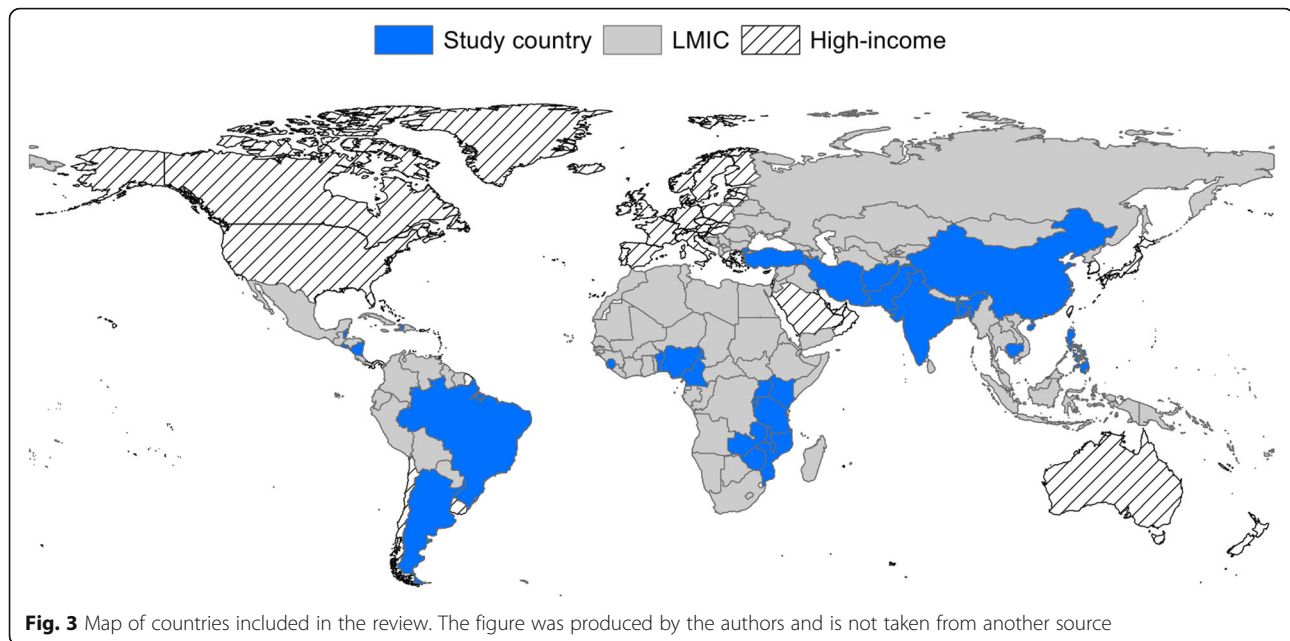 Study country LMIC High-income
Fig. 3 Map of countries included in the review. The figure was produced by the authors and is not taken from another source